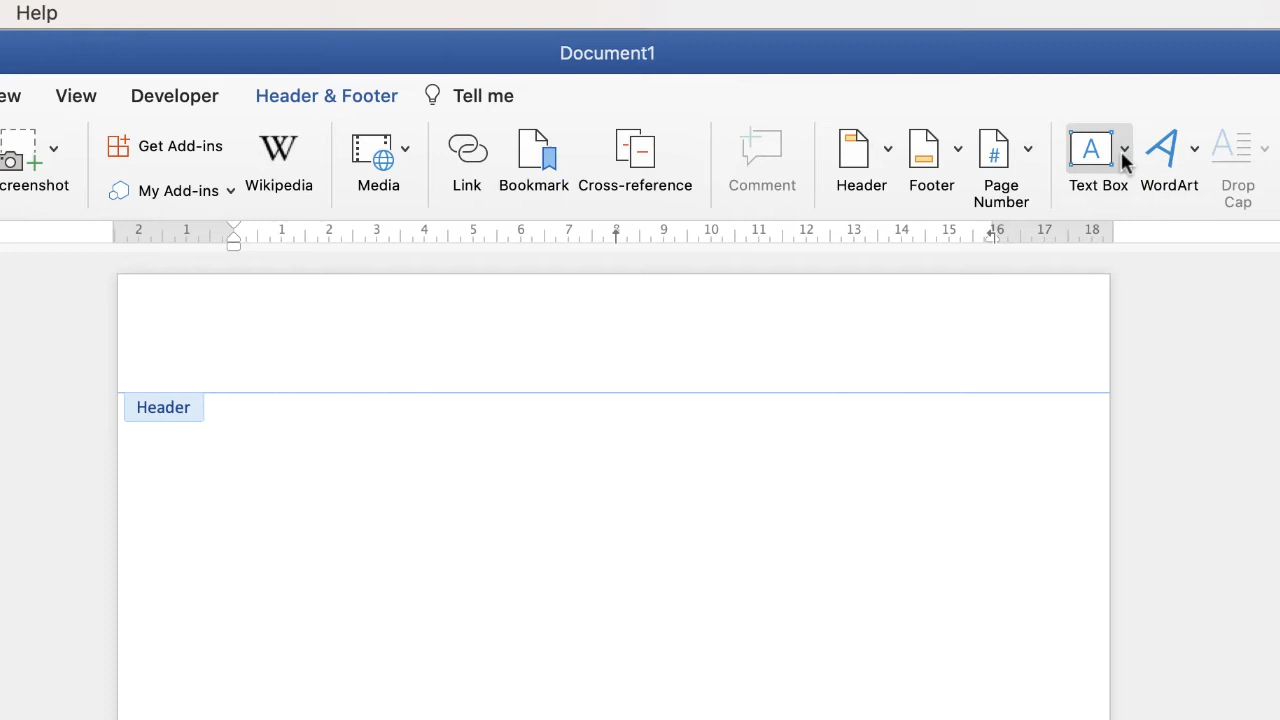 Help
Document1
ew View Developer Header & Footer Tell me
creenshot
Get Add-ins
My Add-ins
W
Wikipedia
Media
Link
Bookmark
Cross-reference
Comment
Header
Footer
#
Page
Number
A
Text Box
A
WordArt
A
Drop
Cap
2 1 1 2 3 4 5 6 7 8 9 10 11 12 13 14 15 16 17 18
Header